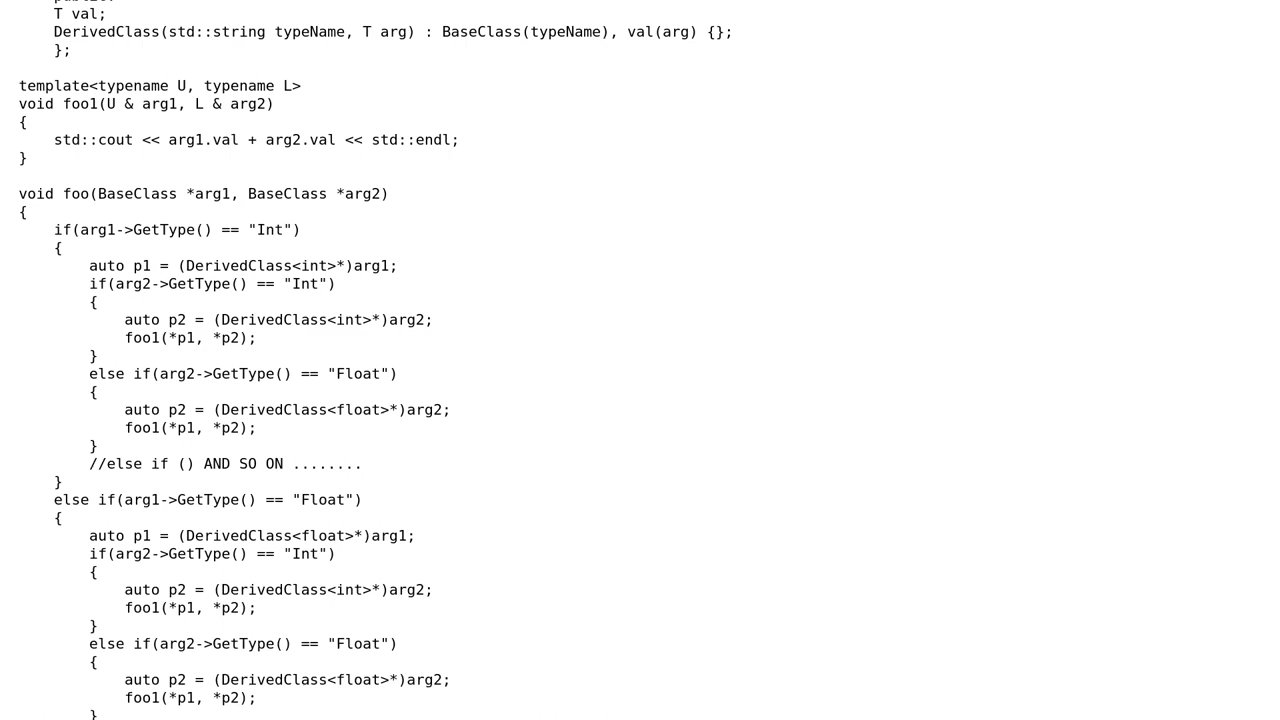 public:
T val;
DerivedClass(std::string typeName, T arg) : BaseClass(typeName), val(arg) {};
};
template<typename U, typename L>
void foo1(U & arg1, L & arg2)
{
std::cout << arg1.val + arg2.val << std::endl;
}
void foo(BaseClass *arg1, BaseClass *arg2)
{
if(arg1->GetType() == "Int")
{
auto p1 = (DerivedClass<int>*)arg1;
if(arg2->GetType() == "Int")
{
auto p2 = (DerivedClass<int>*)arg2;
foo1(*p1, *p2);
}
else if(arg2->GetType() == "Float")
{
auto p2 = (DerivedClass<float>*)arg2;
foo1(*p1, *p2);
}
//else if () AND SO ON ........
}
else if(arg1->GetType() == "Float")
{
auto p1 = (DerivedClass<float>*)arg1;
if(arg2->GetType() == "Int")
{
auto p2 = (DerivedClass<int>*)arg2;
foo1(*p1, *p2);
}
else if(arg2->GetType() == "Float")
{
auto p2 = (DerivedClass<float>*)arg2;
foo1(*p1, *p2);
}